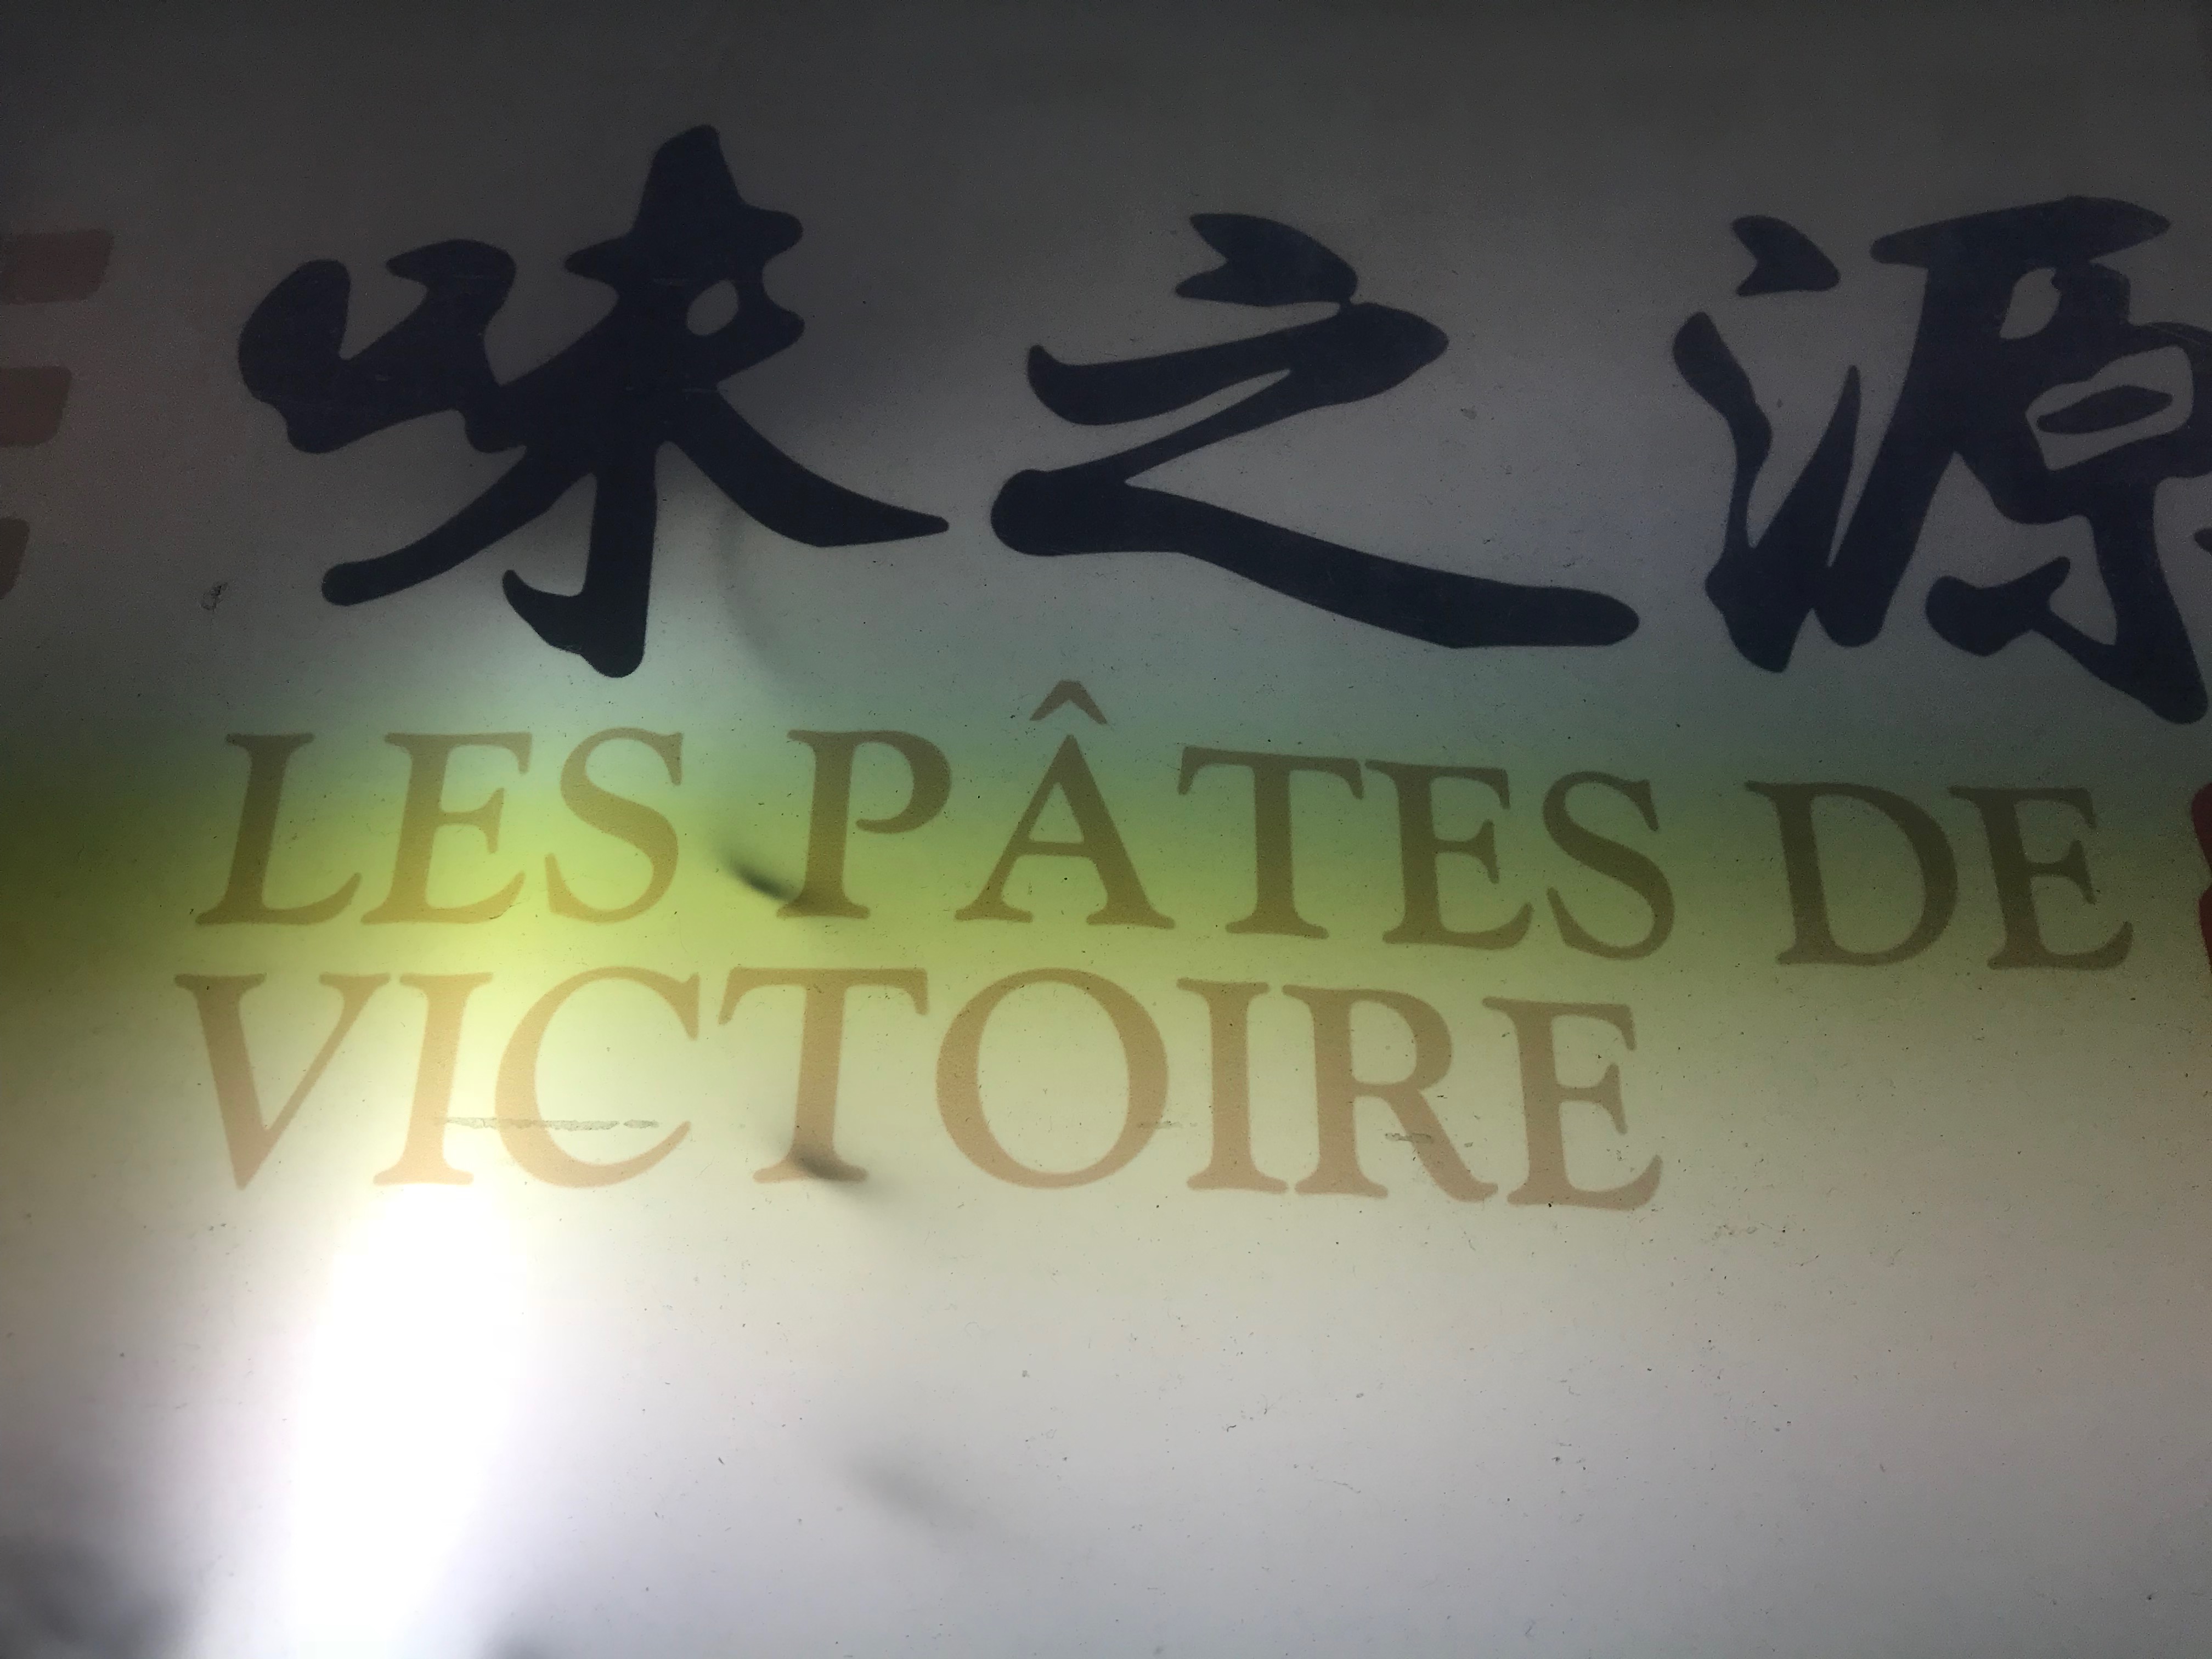 味之源
LES PÂTES DE
VICTOIRE